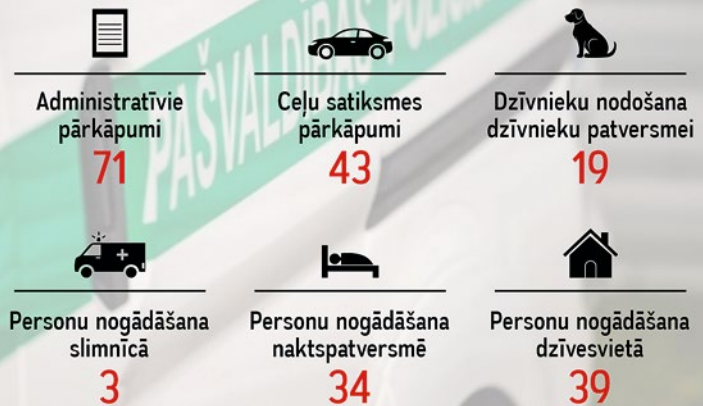 PAŠVALDĪBAS POLICIJA
Administratīvie
pārkāpumi
71
Ceļu satiksmes
pārkāpumi
43
Dzīvnieku nodošana
dzīvnieku patversmei
19
Personu nogādāšana
slimnīcā
3
Personu nogādāšana
naktspatversmē
34
Personu nogādāšana
dzīvesvietā
39